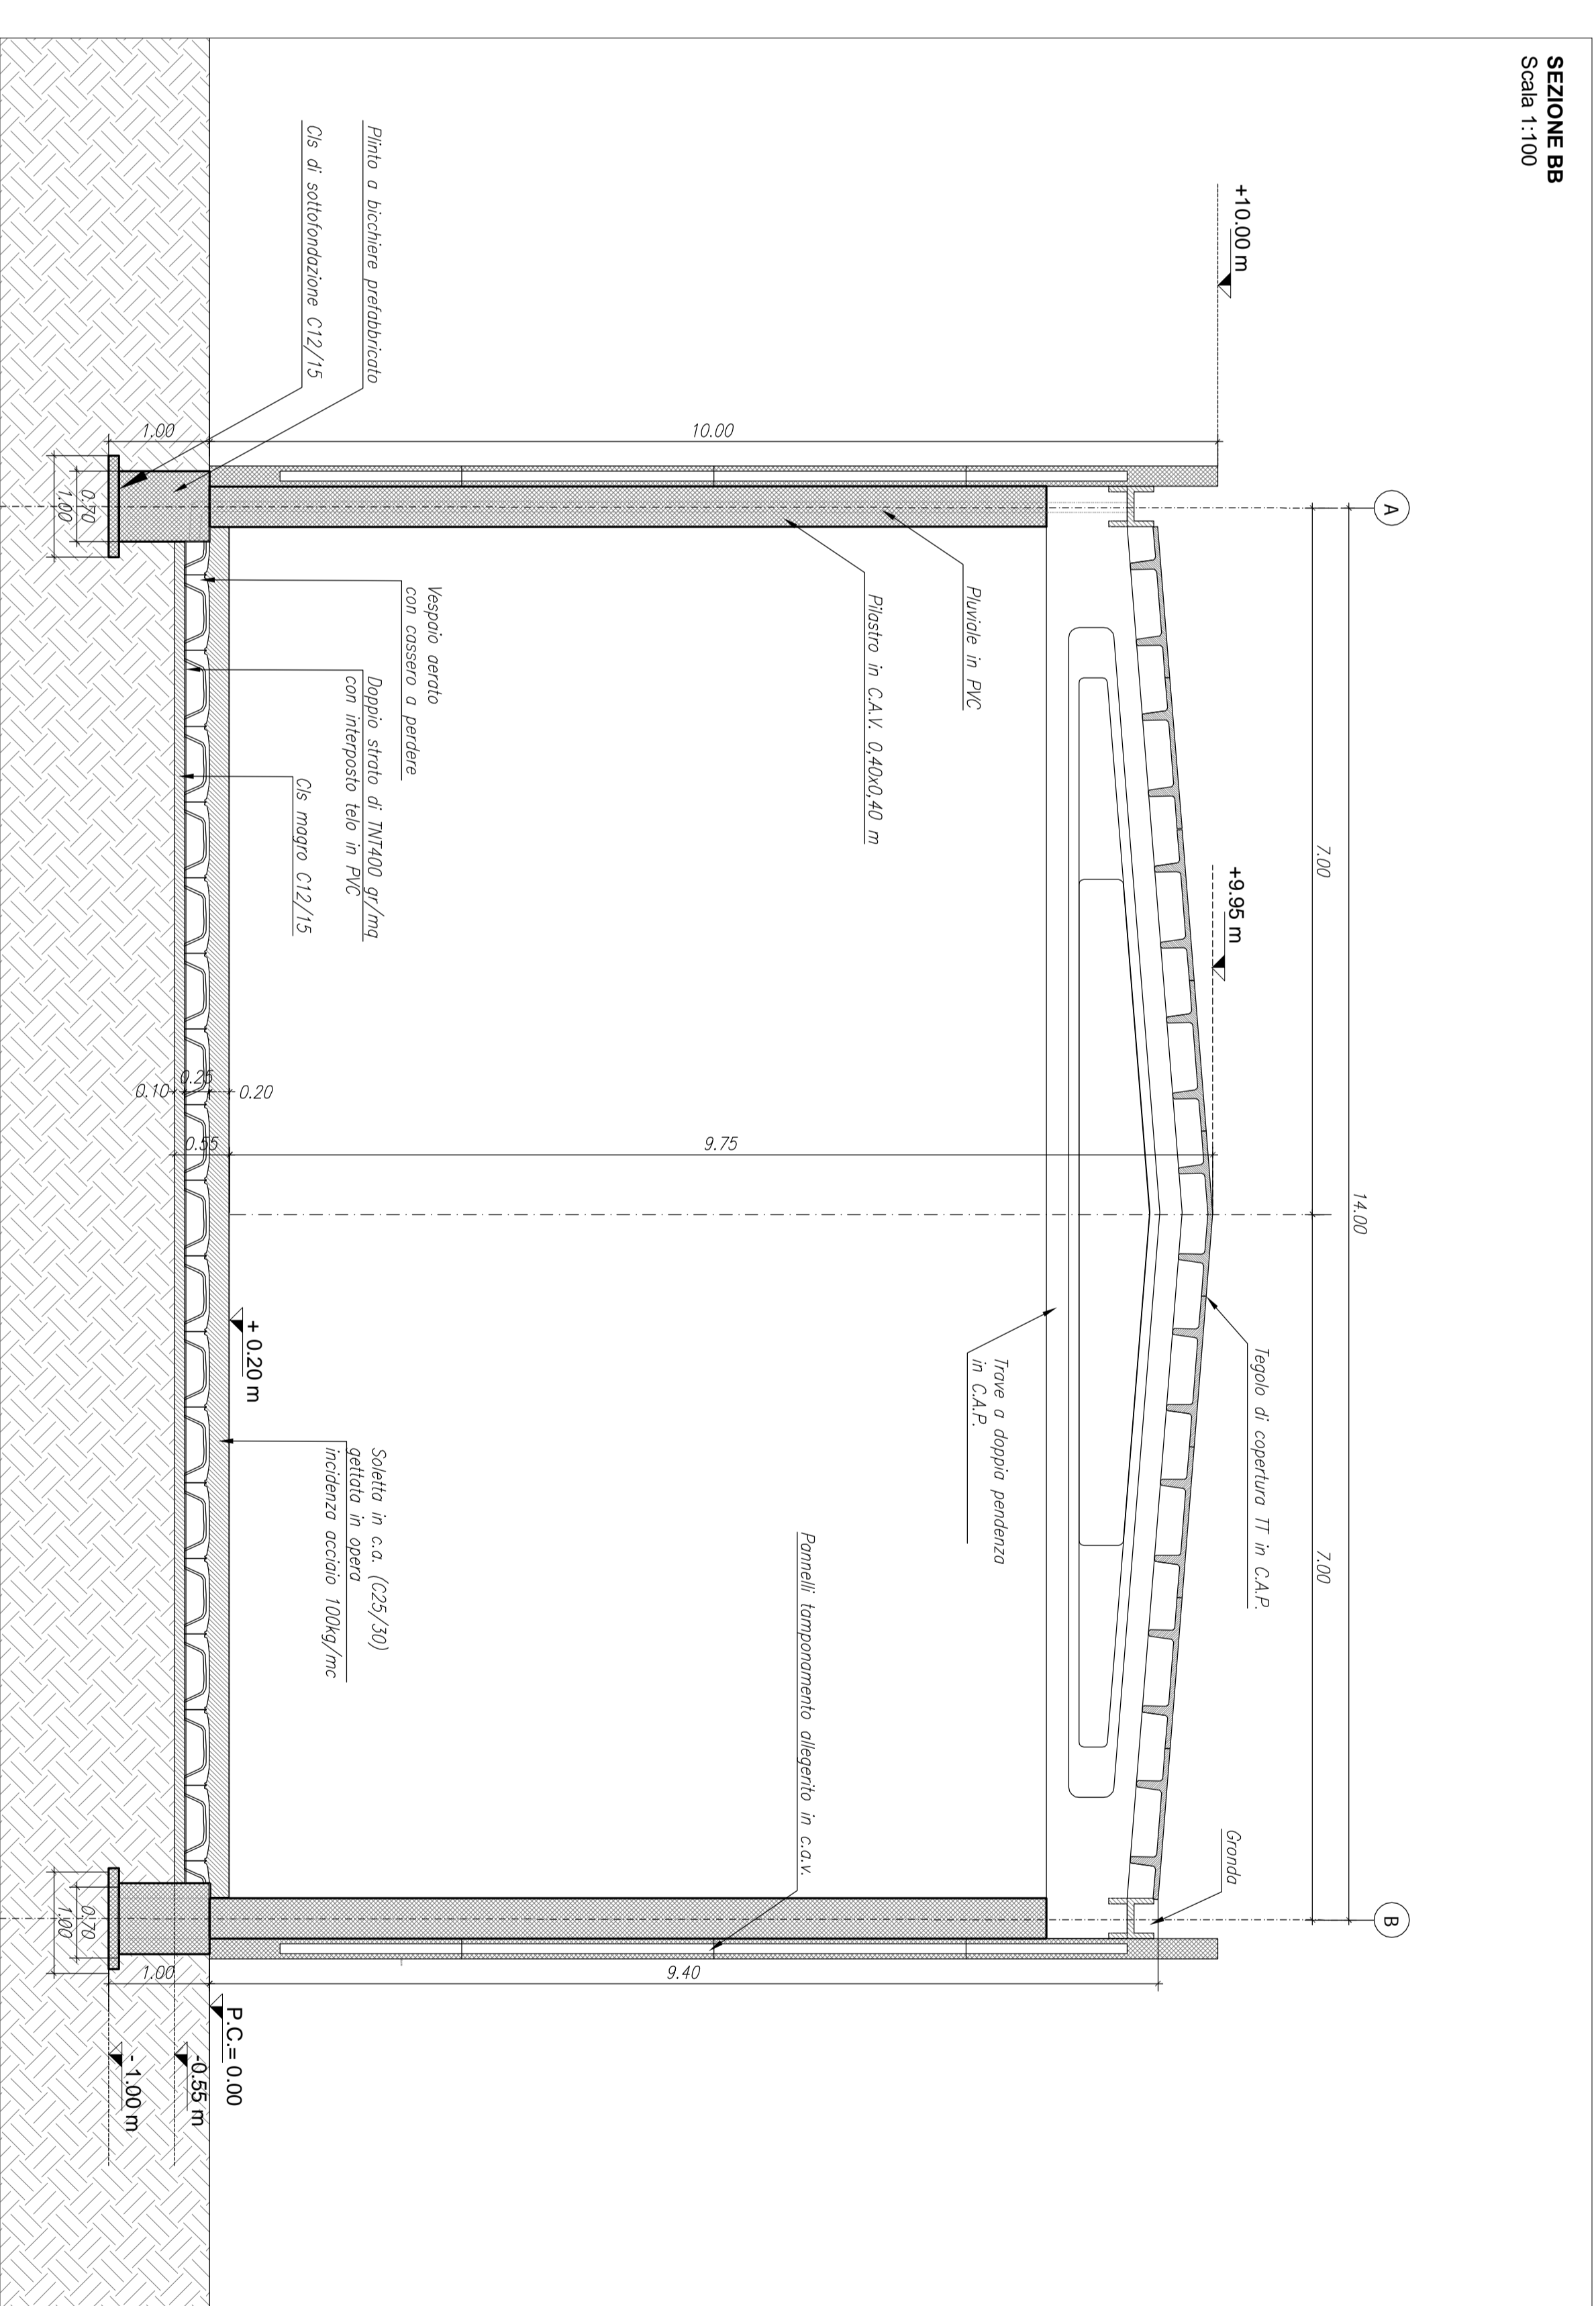 SEZIONE BB
Scala 1:100
A
B
14.00
7.00
7.00
+10.00 m
+9.95 m
Tegolo di copertura TT in C.A.P.
Gronda
Trave a doppia pendenza
in C.A.P.
Pluviale in PVC
Pilastro in C.A.V. 0,40x0,40 m
Pannelli tamponamento allegerito in c.a.v.
10.00
9.75
9.40
Vespaio aerato
con cassero a perdere
Doppio strato di TNT400 gr/mq
con interposto telo in PVC
Cls magro C12/15
Plinto a bicchiere prefabbricato
Cls di sottofondazione C12/15
Soletta in c.a. (C25/30)
gettata in opera
incidenza acciaio 100kg/mc
+ 0.20 m
0.20
0.25
0.10
0.55
P.C.= 0.00
-0.55 m
- 1.00 m
1.00
0.70
1.00
1.00
0.70
1.00